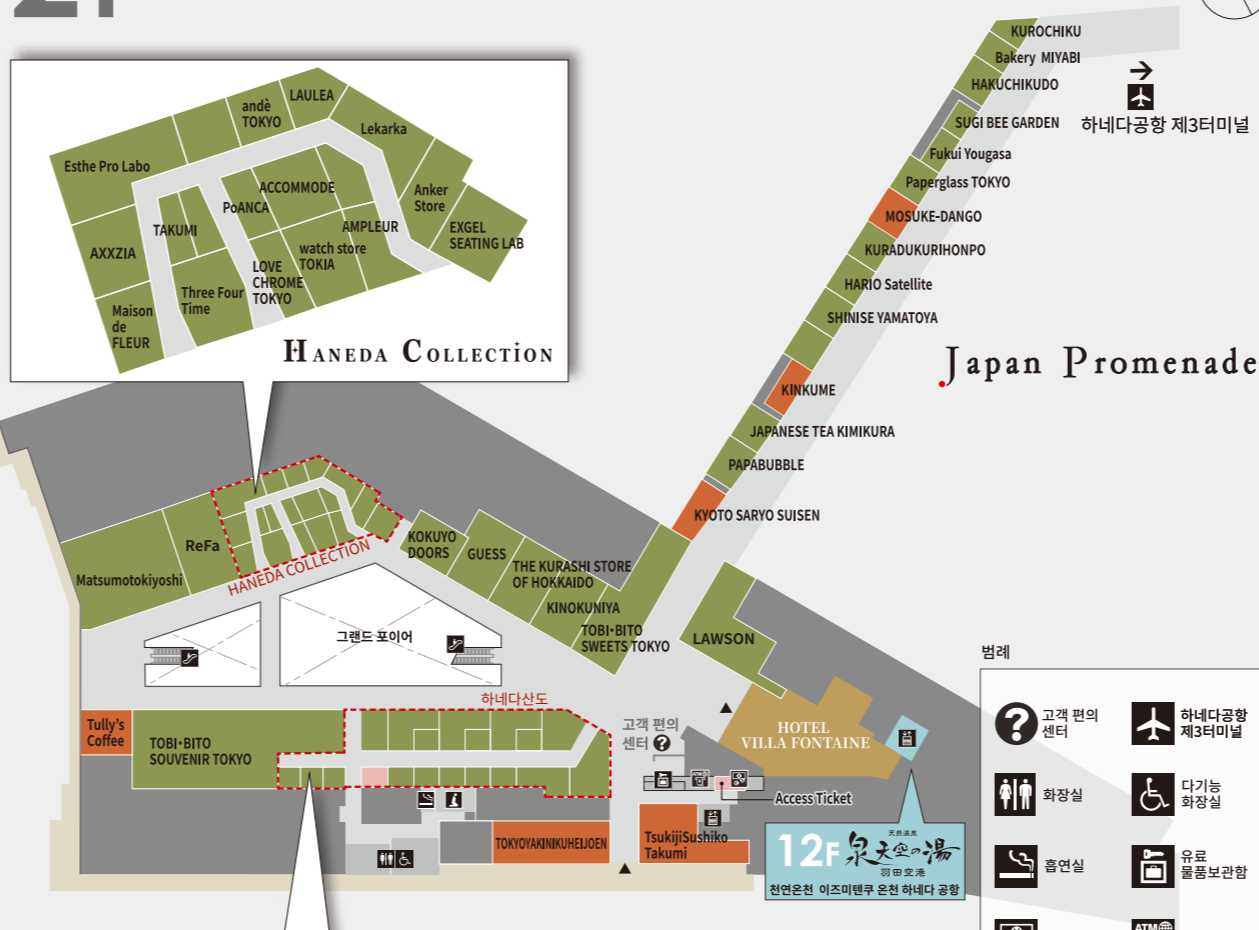 andè
TOKYO
LAULEA
Lekarka
Esthe Pro Labo
ACCOMMODE
PoANCA
Anker
Store
TAKUMI
AMPLEUR
EXGEL
SEATING LAB
AXXZIA
watch store
TOKIA
LOVE
CHROME
TOKYO
Three Four
Time
Maison
de
FLEUR
HANEDA COLLECTION
KUROCHIKU
Bakery MIYABI
HAKUCHIKUDO
SUGI BEE GARDEN
Fukui Yougasa
Paperglass TOKYO
MOSUKE-DANGO
KURADUKURIHONPO
HARIO Satellite
SHINISE YAMATOYA
KINKUME
JAPANESE TEA KIMIKURA
PAPABUBBLE
KYOTO SARYO SUISEN
→
하네다공항 제3터미널
Japan Promenade
Matsumotokiyoshi
ReFa
HANEDA COLLECTION
KOKUYO
DOORS
GUESS
THE KURASHI STORE
OF HOKKAIDO
KINOKUNIYA
TOBI•BITO
SWEETS TOKYO
LAWSON
그랜드 포이어
하네다산도
Tully's
Coffee
TOBI•BITO
SOUVENIR TOKYO
고객 편의
센터 ?
HOTEL
VILLA FONTAINE
Access Ticket
TOKYOYAKINIKUHEIJOEN
TsukijiSushiko
Takumi
12F
天然温泉
泉天空の湯
羽田空港
천연온천 이즈미텐쿠 온천 하네다 공항
범례
?
고객 편의
센터
하네다공항
제3터미널
화장실
다기능
화장실
흡연실
유료
물품보관함
ATM